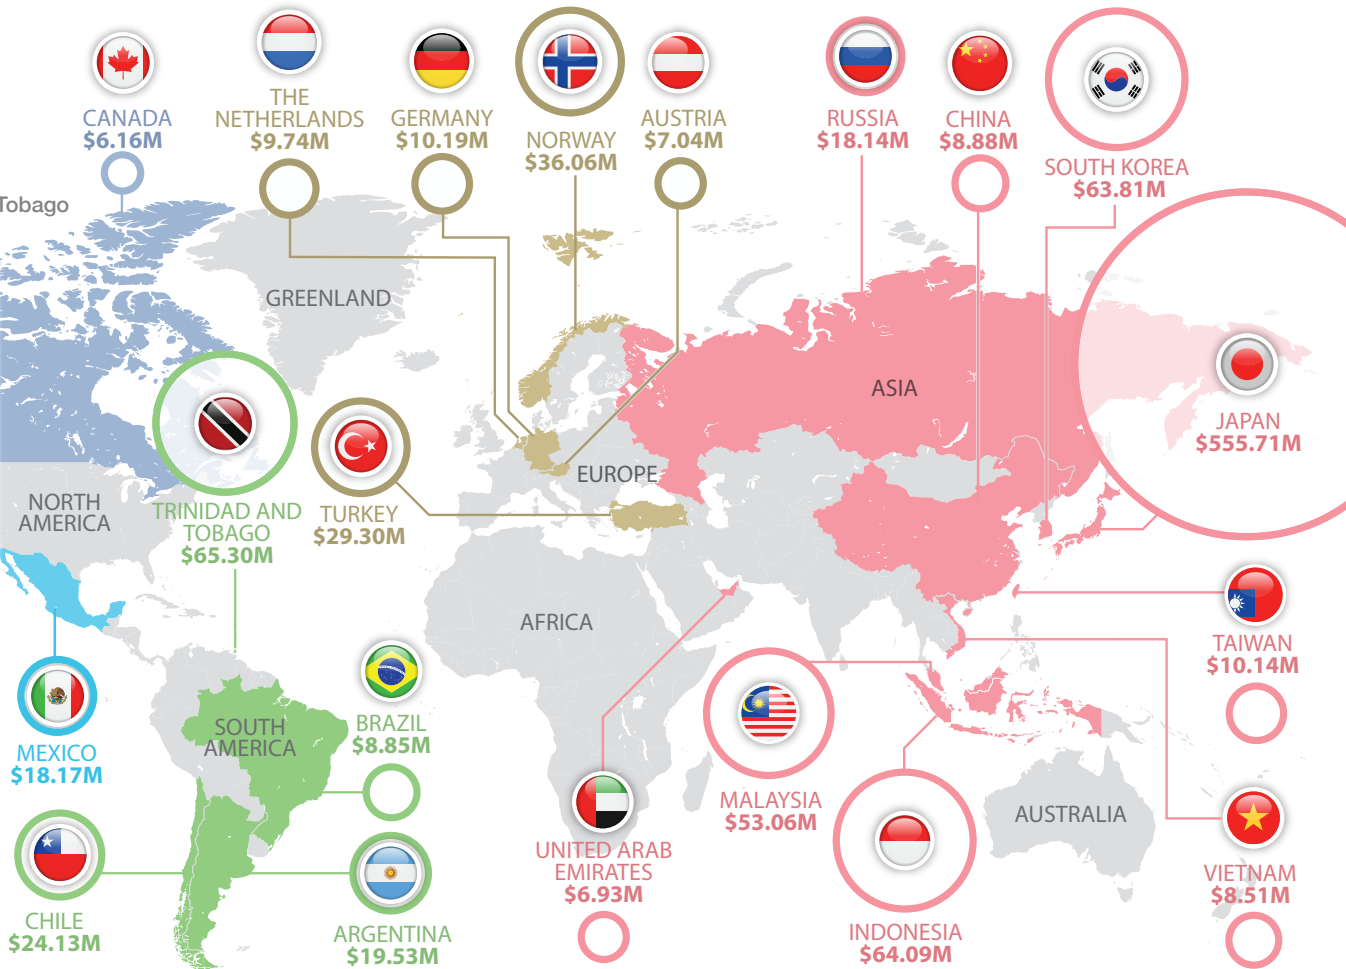 CANADA
$6.16M
THE
NETHERLANDS
$9.74M
GERMANY
$10.19M
NORWAY
$36.06M
AUSTRIA
$7.04M
RUSSIA
$18.14M
CHINA
$8.88M
SOUTH KOREA
$63.81M
Tobago
GREENLAND
ASIA
JAPAN
$555.71M
EUROPE
NORTH
AMERICA
TRINIDAD AND
TOBAGO
$65.30M
TURKEY
$29.30M
AFRICA
TAIWAN
$10.14M
SOUTH
AMERICA
BRAZIL
$8.85M
MEXICO
$18.17M
MALAYSIA
$53.06M
AUSTRALIA
UNITED ARAB
EMIRATES
$6.93M
VIETNAM
$8.51M
CHILE
$24.13M
ARGENTINA
$19.53M
INDONESIA
$64.09M